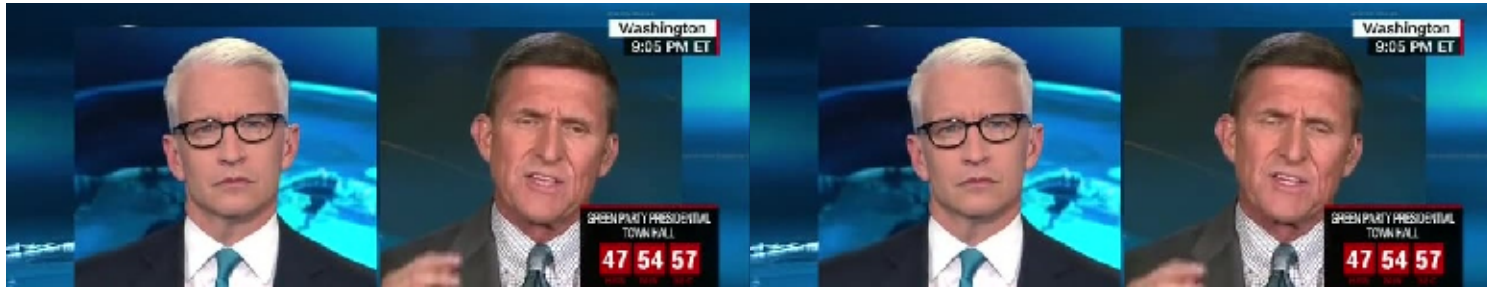 Washington
9:05 PM ET
GREEN PARTY PRESIDENTIAL
TOWN HALL
47 54 57
Washington
9:05 PM ET
GREEN PARTY PRESIDENTIAL
TOWN HALL
47 54 57